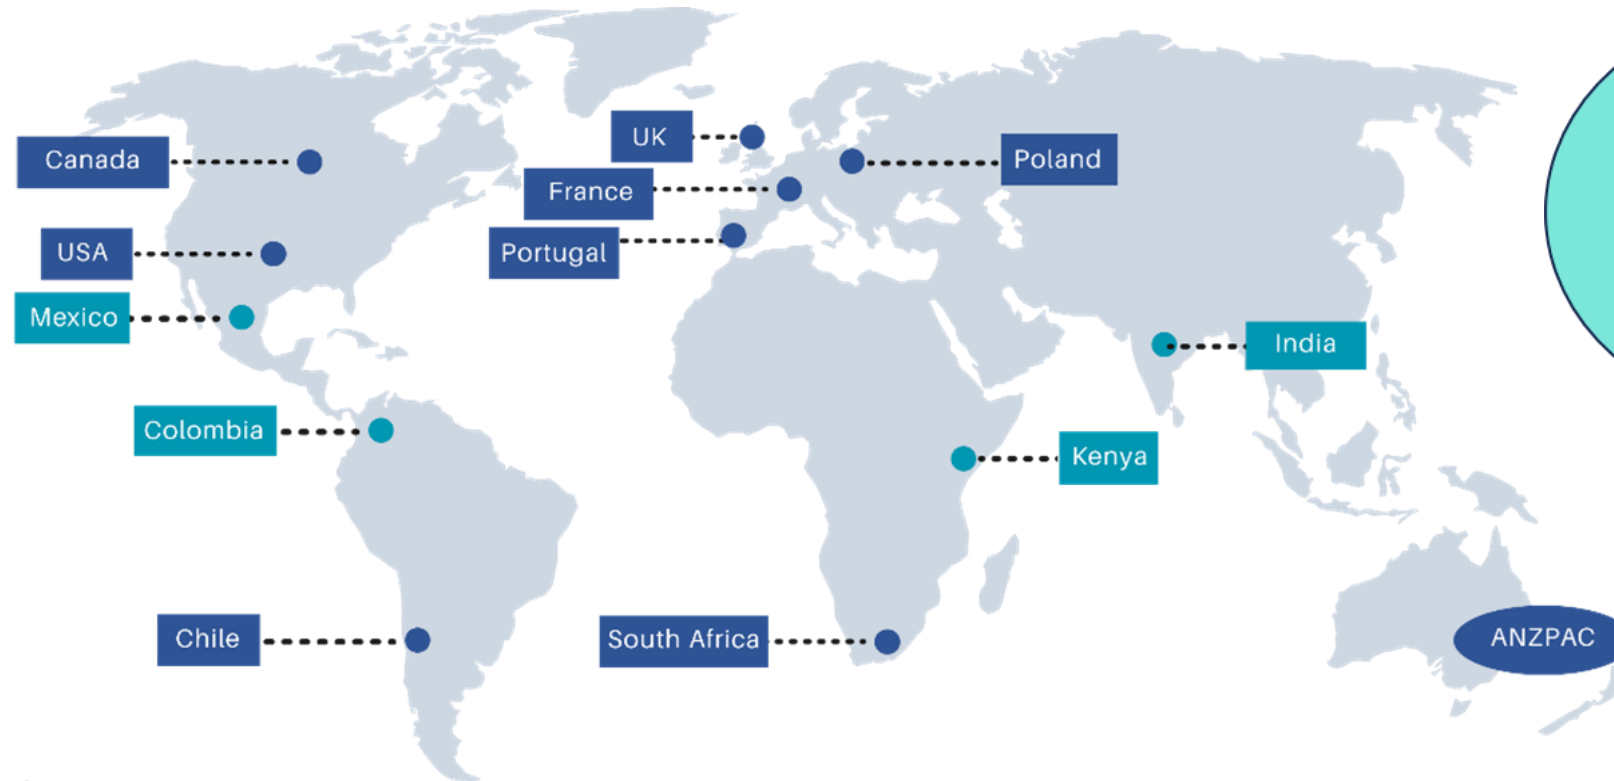 UK
Poland
Canada
France
USA
Portugal
Mexico
India
Colombia
Kenya
Chile
South Africa
ANZPAC